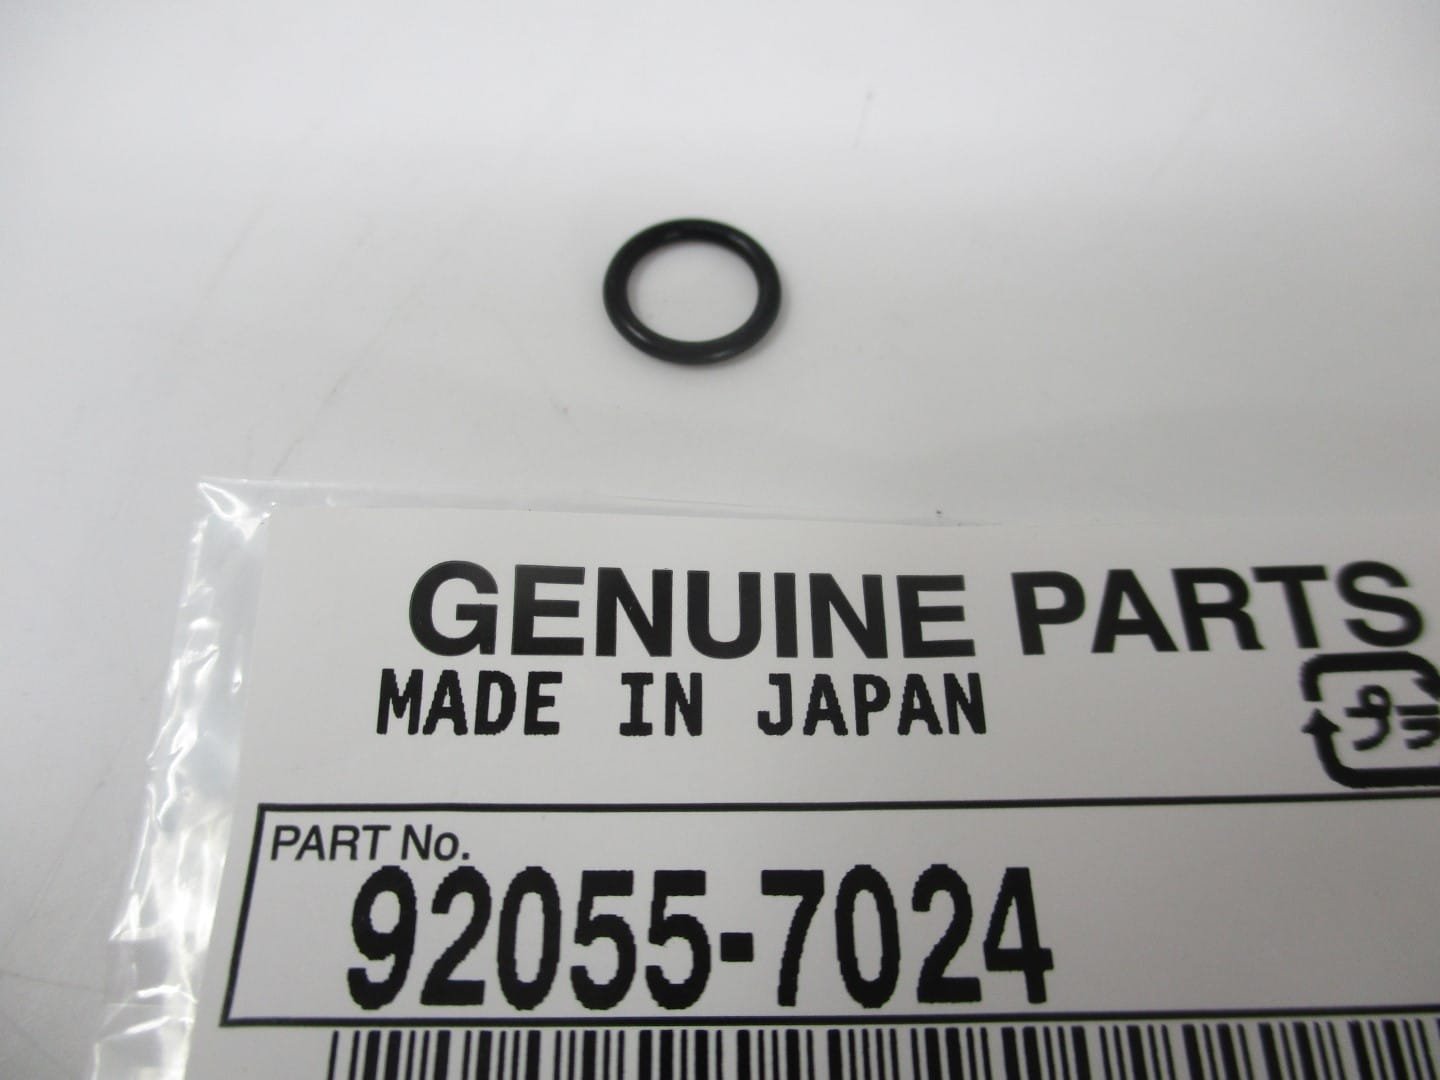 GENUINE PARTS
MADE IN JAPAN
プラ
PART No.
92055-7024